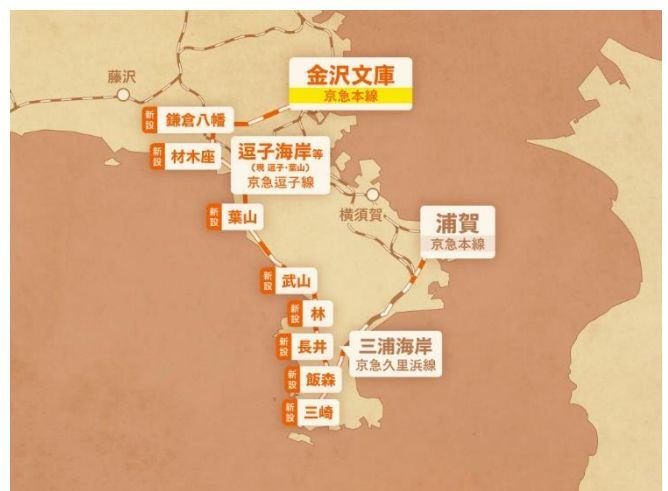 藤沢
金沢文庫
京急本線
新設 鎌倉八幡
新設 材木座
逗子海岸等
(現 逗子・葉山)
京急逗子線
横須賀
新設 葉山
浦賀
京急本線
新設 武山
新設 林
新設 長井
三浦海岸
京急久里浜線
新設 飯森
新設 三崎